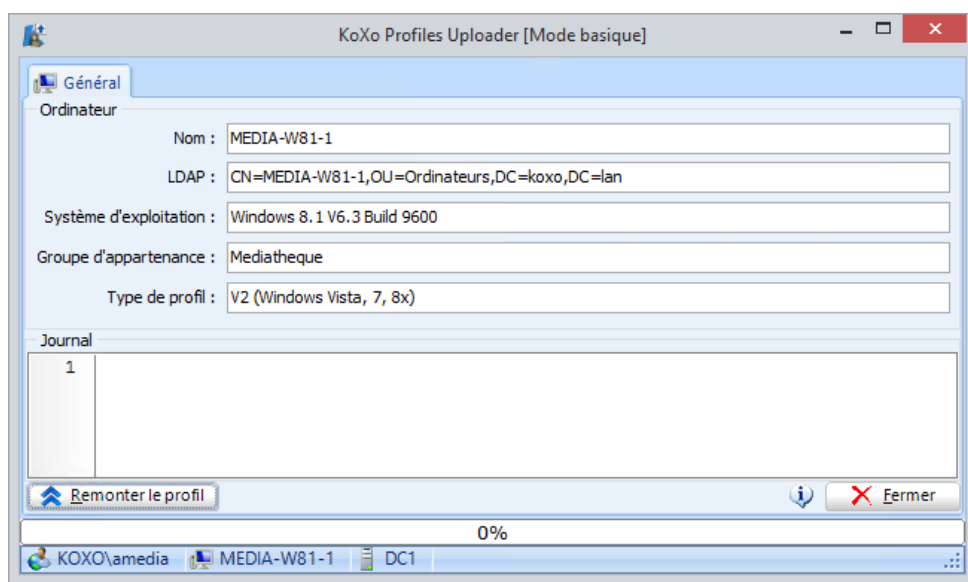 KoXo Profiles Uploader [Mode basique]
Général
Ordinateur
Nom : MEDIA-W81-1
LDAP : CN=MEDIA-W81-1,OU=Ordinateurs,DC=koxo,DC=lan
Système d'exploitation : Windows 8.1 V6.3 Build 9600
Groupe d'appartenance : Mediatheque
Type de profil : V2 (Windows Vista, 7, 8x)
Journal
1
Remonter le profil Fermer
0%
KOXO\amedia MEDIA-W81-1 DC1